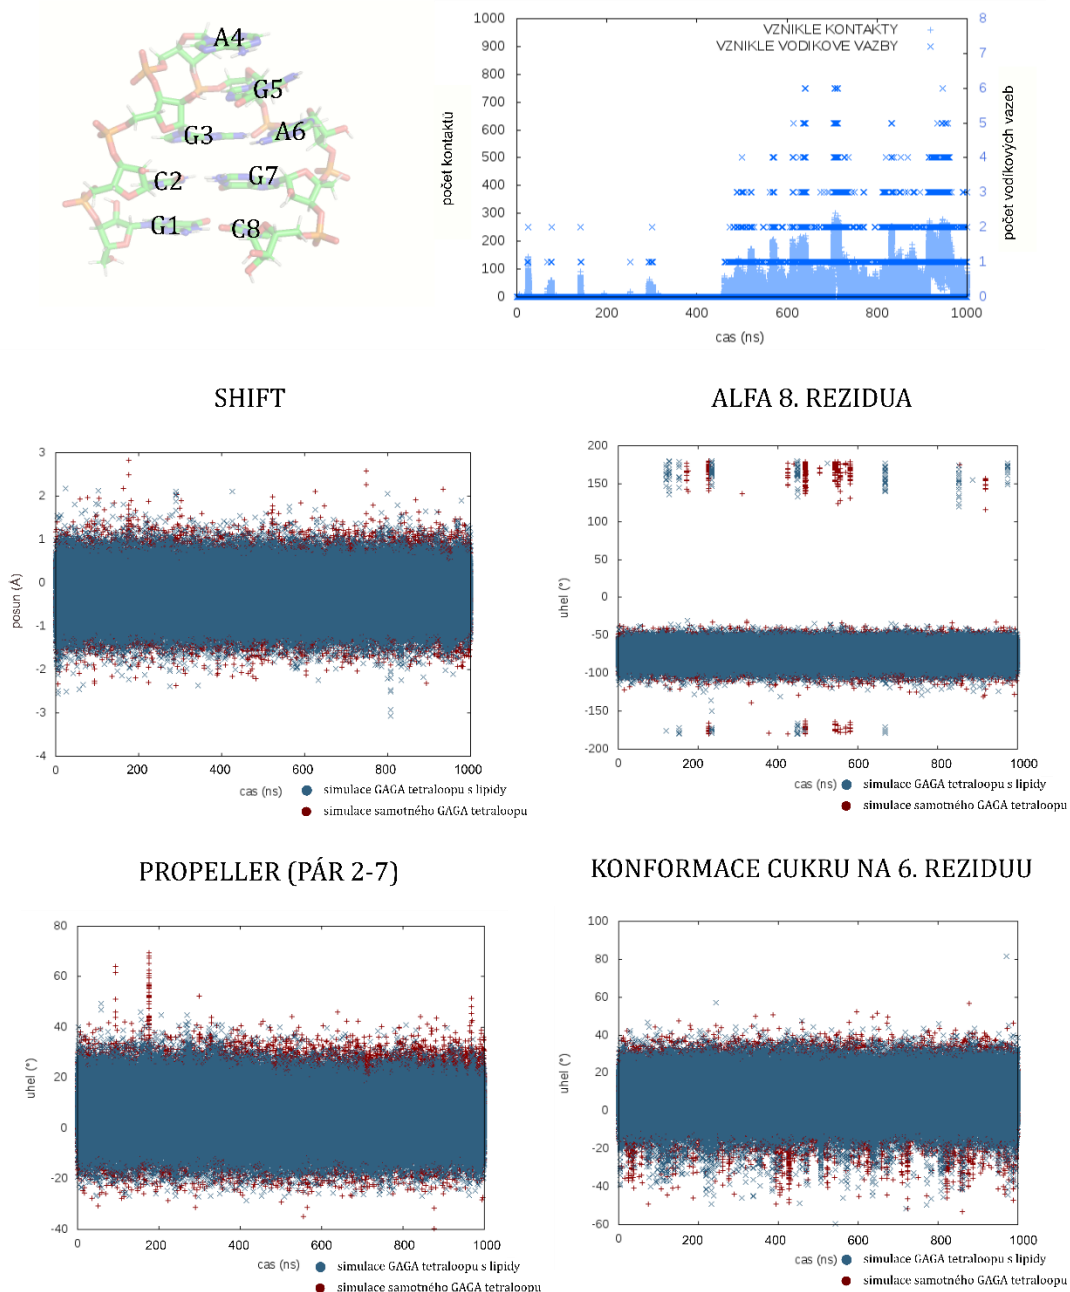 A4
G5
G3
A6
C2
G7
G1
C8
1000
900
800
700
600
500
400
300
200
100
0
počet kontaktů
VZNIKLE KONTAKTY
VZNIKLE VODIKOVE VAZBY
8
7
6
5
4
3
2
1
0
počet vodíkových vazeb
0
200
400
600
800
1000
cas (ns)
SHIFT
3
2
1
0
-1
-2
-3
-4
posun (Å)
0
200
400
600
800
1000
cas (ns)
simulace GAGA tetraloopu s lipidy
simulace samotného GAGA tetraloopu
ALFA 8. REZIDUA
200
150
100
50
0
-50
-100
-150
-200
uhel (°)
0
200
400
600
800
1000
cas (ns)
simulace GAGA tetraloopu s lipidy
simulace samotného GAGA tetraloopu
PROPELLER (PÁR 2-7)
80
60
40
20
0
-20
-40
uhel (°)
0
200
400
600
800
1000
cas (ns)
simulace GAGA tetraloopu s lipidy
simulace samotného GAGA tetraloopu
KONFORMACE CUKRU NA 6. REZIDUU
100
80
60
40
20
0
-20
-40
-60
uhel (°)
0
200
400
600
800
1000
cas (ns)
simulace GAGA tetraloopu s lipidy
simulace samotného GAGA tetraloopu